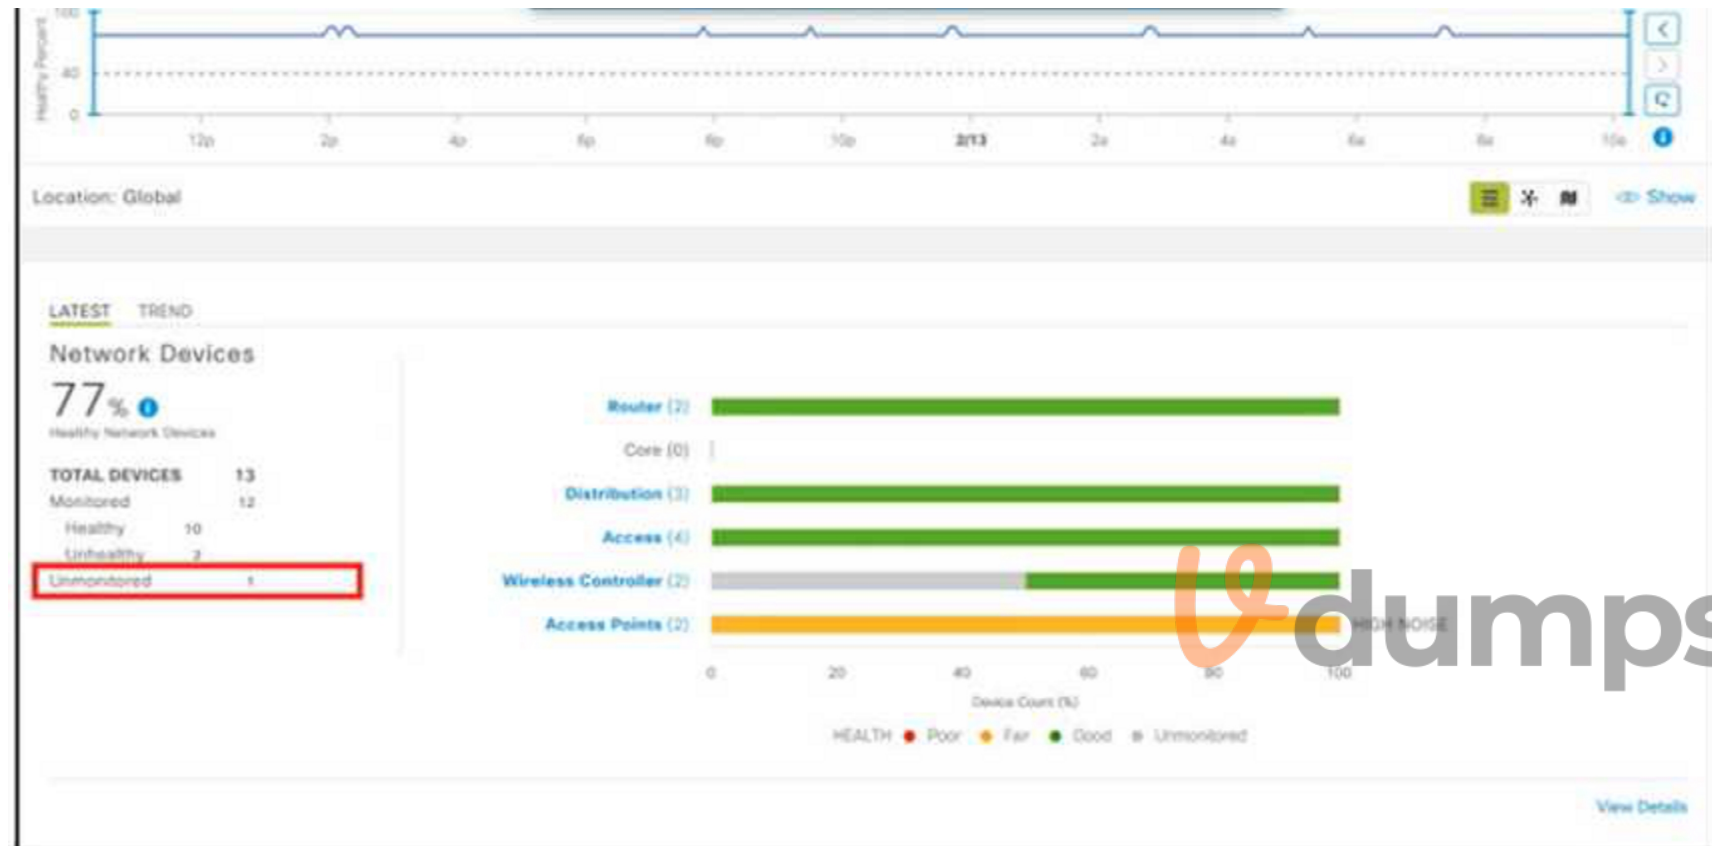 100
Healthy Percent
40
0
12p 2p 4p 6p 8p 10p 2/13 2a 4a 6a 8a 10a
Location: Global
Show
LATEST TREND
Network Devices
77%
Healthy Network Devices
TOTAL DEVICES 13
Monitored 12
Healthy 10
Unhealthy 2
Unmonitored 1
Router (2)
Core (0)
Distribution (3)
Access (4)
Wireless Controller (2)
Access Points (2)
HIGH NOISE
dumps
0 20 40 60 80 100
Device Count (%)
HEALTH Poor Fair Good Unmonitored
View Details